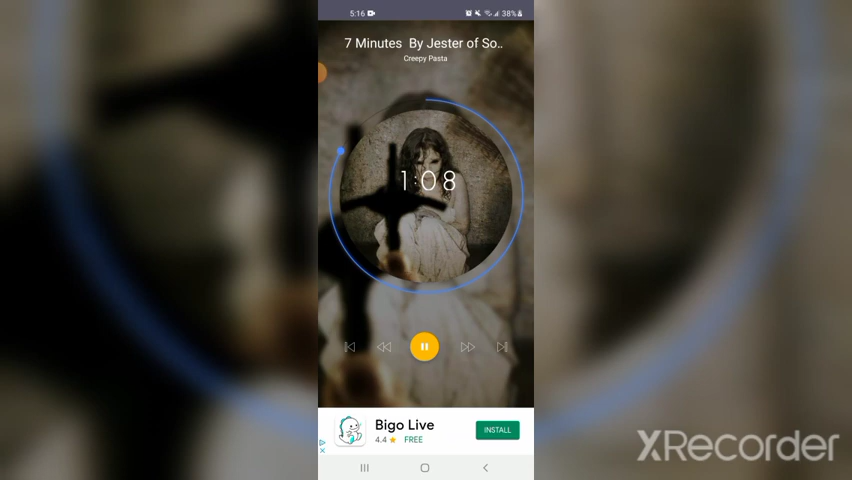 5:16 38%
7 Minutes By Jester of So..
Creepy Pasta
1:08
Bigo Live
4.4 FREE
INSTALL
XRecorder